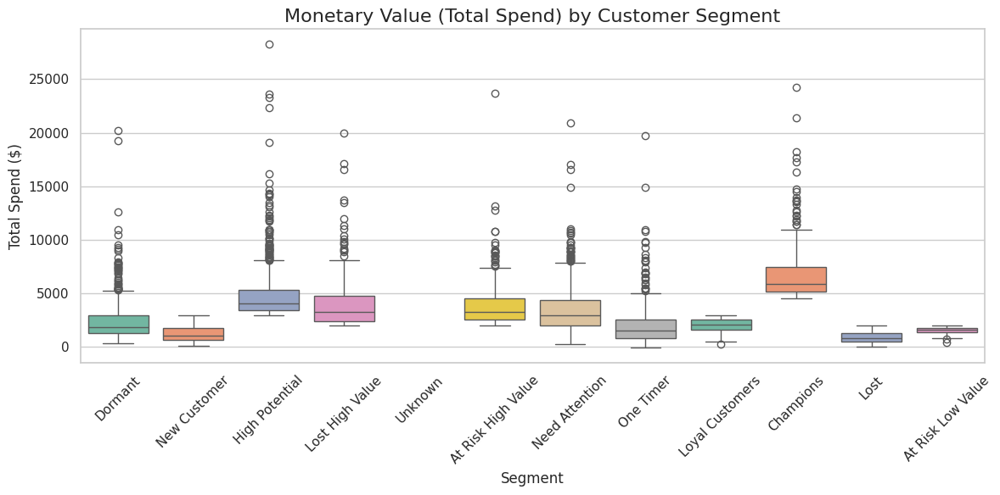 Monetary Value (Total Spend) by Customer Segment
Total Spend ($)
25000
20000
15000
10000
5000
0
Dormant
New Customer
High Potential
Lost High Value
Unknown
At Risk High Value
Need Attention
One Timer
Loyal Customers
Champions
Lost
At Risk Low Value
Segment